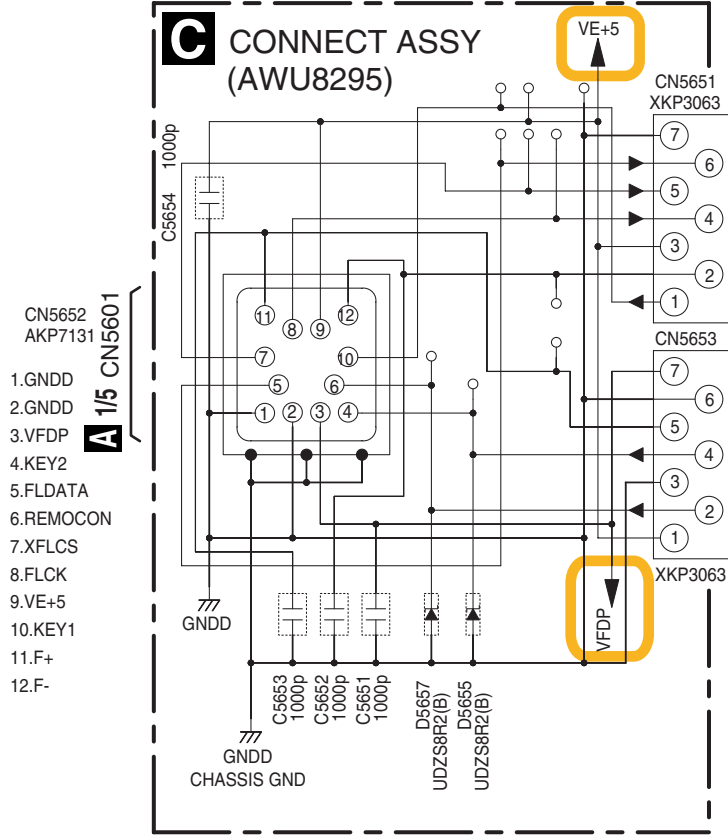 C CONNECT ASSY
(AWU8295)
VE+5
CN5651
XKP3063
7
6
5
4
3
2
1
C5654
1000p
11
8
9
12
7
10
5
6
1
2
3
4
CN5652
AKP7131
A 1/5 CN5601
1.GNDD
2.GNDD
3.VFDP
4.KEY2
5.FLDATA
6.REMOCON
7.XFLCS
8.FLCK
9.VE+5
10.KEY1
11.F+
12.F-
CN5653
7
6
5
4
3
2
1
XKP3063
VFDP
GNDD
C5653
1000p
C5652
1000p
C5651
1000p
D5657
UDZS8R2(B)
D5655
UDZS8R2(B)
GNDD
CHASSIS GND